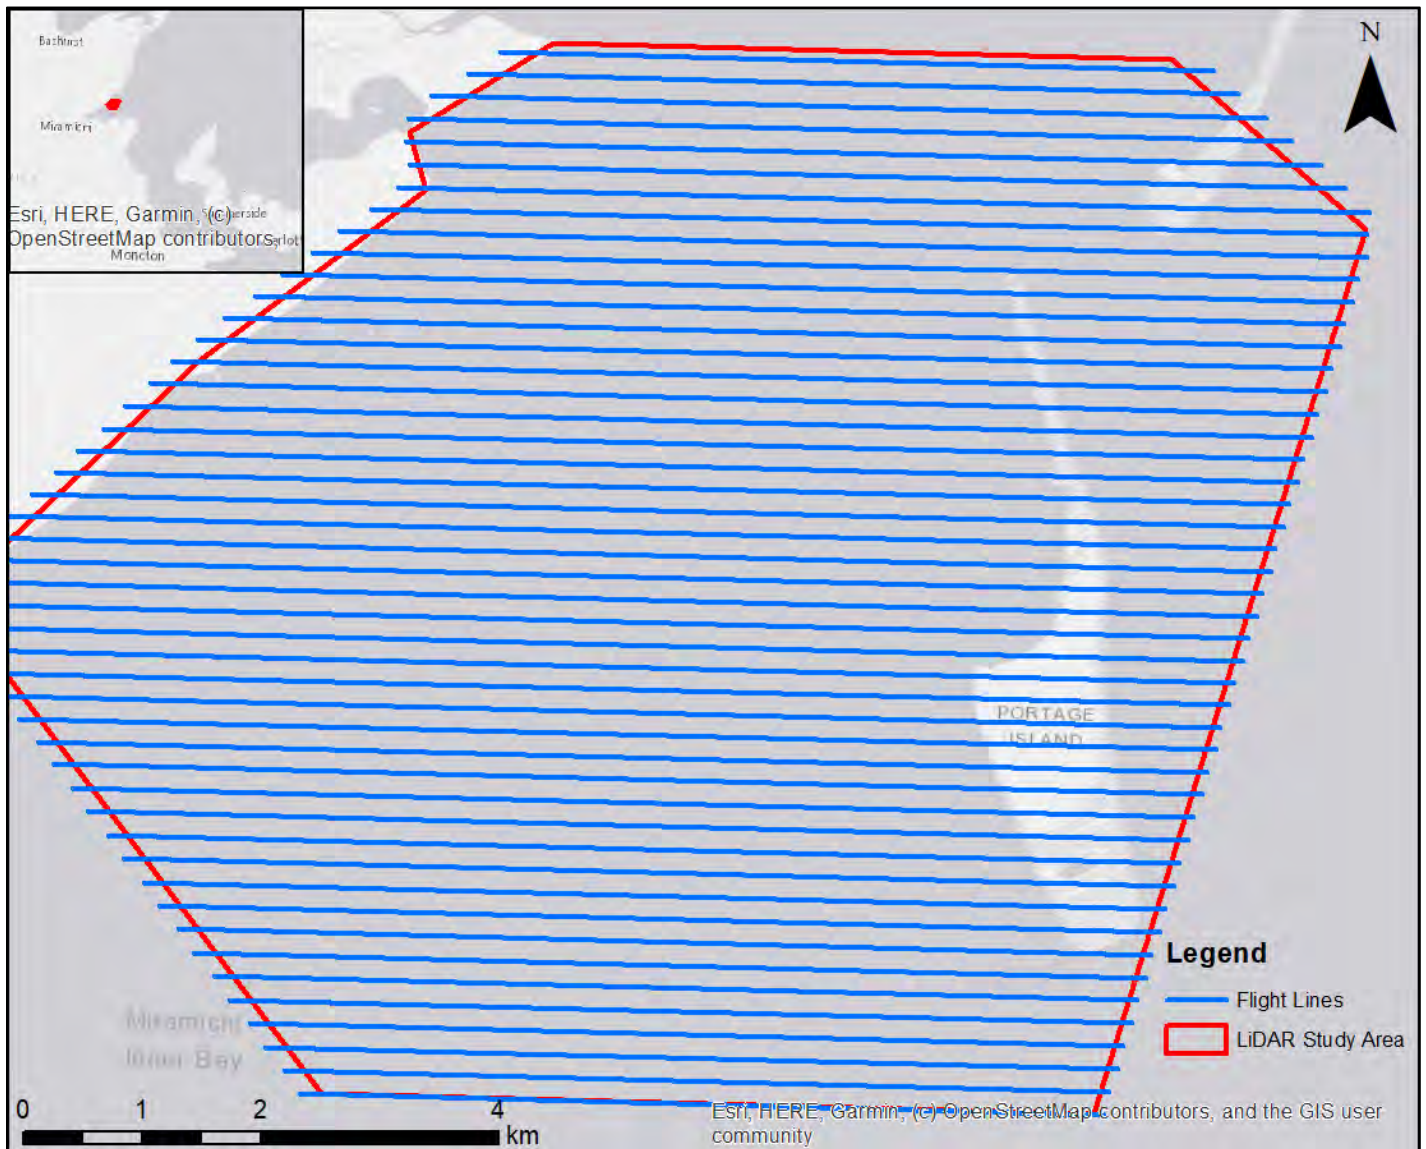 Bathurst
Miramichi
Esri, HERE, Garmin, (c)
OpenStreetMap contributors,
Moncton
N
PORTAGE
ISLAND
Legend
Flight Lines
LiDAR Study Area
Miramichi
Inner Bay
0 1 2 4
km
Esri, HERE, Garmin, (c) OpenStreetMap contributors, and the GIS user
community